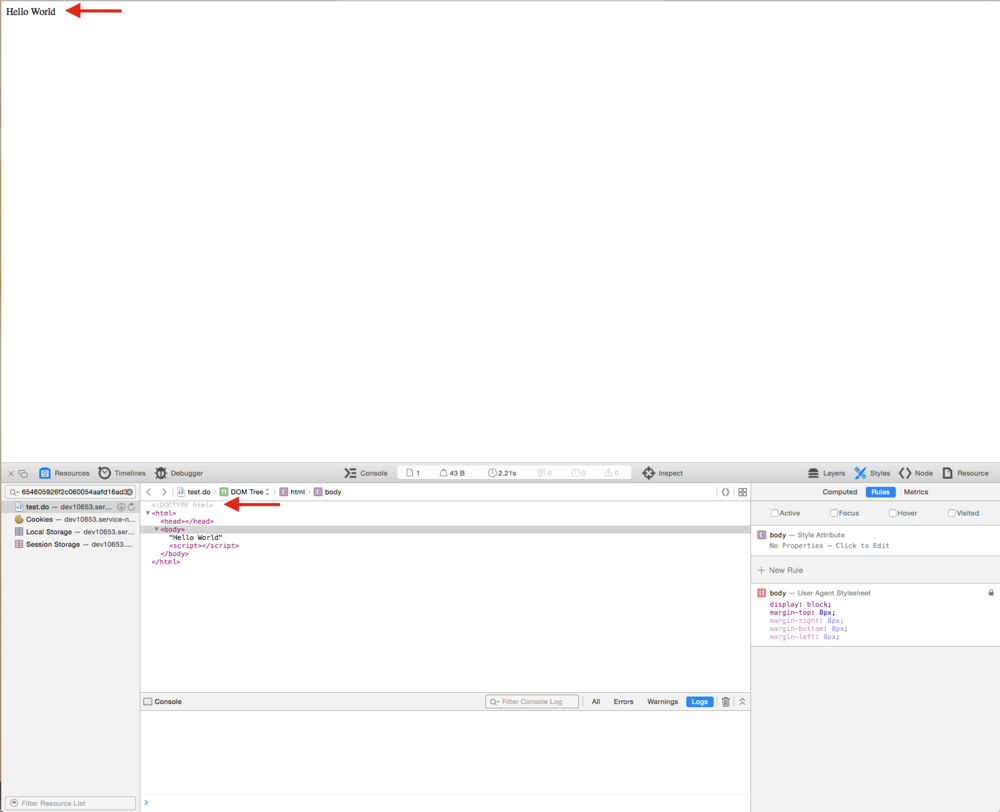 Hello World
Resources Timelines Debugger Console 1 43 B 2.21s 0 0 0 Inspect Layers Styles Node Resource
654605926f2c060054aafd16ad3 test.do DOM Tree html body Computed Rules Metrics
test.do — dev10653.ser...
<!DOCTYPE html>
Cookies — dev10653.service-n...
Local Storage — dev10653.ser...
Session Storage — dev10653....
<html>
<head></head>
<body>
"Hello World"
<script></script>
</body>
</html>
Active Focus Hover Visited
body — Style Attribute
No Properties — Click to Edit
New Rule
body — User Agent Stylesheet
display: block;
margin-top: 8px;
margin-right: 8px;
margin-bottom: 8px;
margin-left: 8px;
Console Filter Console Log All Errors Warnings Logs
Filter Resource List